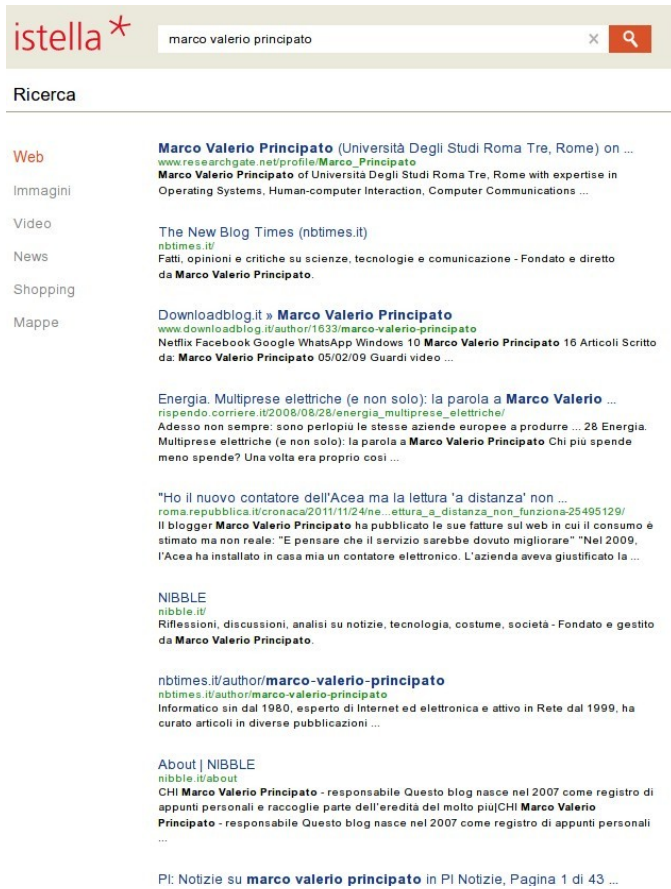 istella*
marco valerio principato
Ricerca
Web
Immagini
Video
News
Shopping
Mappe
Marco Valerio Principato (Università Degli Studi Roma Tre, Rome) on ...
www.researchgate.net/profile/Marco_Principato
Marco Valerio Principato of Università Degli Studi Roma Tre, Rome with expertise in
Operating Systems, Human-computer Interaction, Computer Communications ...
The New Blog Times (nbtimes.it)
nbtimes.it/
Fatti, opinioni e critiche su scienze, tecnologie e comunicazione - Fondato e diretto
da Marco Valerio Principato.
Downloadblog.it » Marco Valerio Principato
www.downloadblog.it/author/1633/marco-valerio-principato
Netflix Facebook Google WhatsApp Windows 10 Marco Valerio Principato 16 Articoli Scritto
da: Marco Valerio Principato 05/02/09 Guardi video ...
Energia. Multiprese elettriche (e non solo): la parola a Marco Valerio ...
rispendo.corriere.it/2008/08/28/energia_multiprese_elettriche/
Adesso non sempre: sono perlopiù le stesse aziende europee a produrre ... 28 Energia.
Multiprese elettriche (e non solo): la parola a Marco Valerio Principato Chi più spende
meno spende? Una volta era proprio così ...
"Ho il nuovo contatore dell'Acea ma la lettura 'a distanza' non ...
roma.repubblica.it/cronaca/2011/11/24/ne...ettura_a_distanza_non_funziona-25495129/
Il blogger Marco Valerio Principato ha pubblicato le sue fatture sul web in cui il consumo è
stimato ma non reale: "E pensare che il servizio sarebbe dovuto migliorare" "Nel 2009,
l'Acea ha installato in casa mia un contatore elettronico. L'azienda aveva giustificato la ...
NIBBLE
nibble.it/
Riflessioni, discussioni, analisi su notizie, tecnologia, costume, società - Fondato e gestito
da Marco Valerio Principato.
nbtimes.it/author/marco-valerio-principato
nbtimes.it/author/marco-valerio-principato
Informatico sin dal 1980, esperto di Internet ed elettronica e attivo in Rete dal 1999, ha
curato articoli in diverse pubblicazioni ...
About | NIBBLE
nibble.it/about
CHI Marco Valerio Principato - responsabile Questo blog nasce nel 2007 come registro di
appunti personali e raccoglie parte dell'eredità del molto più|CHI Marco Valerio
Principato - responsabile Questo blog nasce nel 2007 come registro di appunti personali
...
PI: Notizie su marco valerio principato in PI Notizie, Pagina 1 di 43 ...